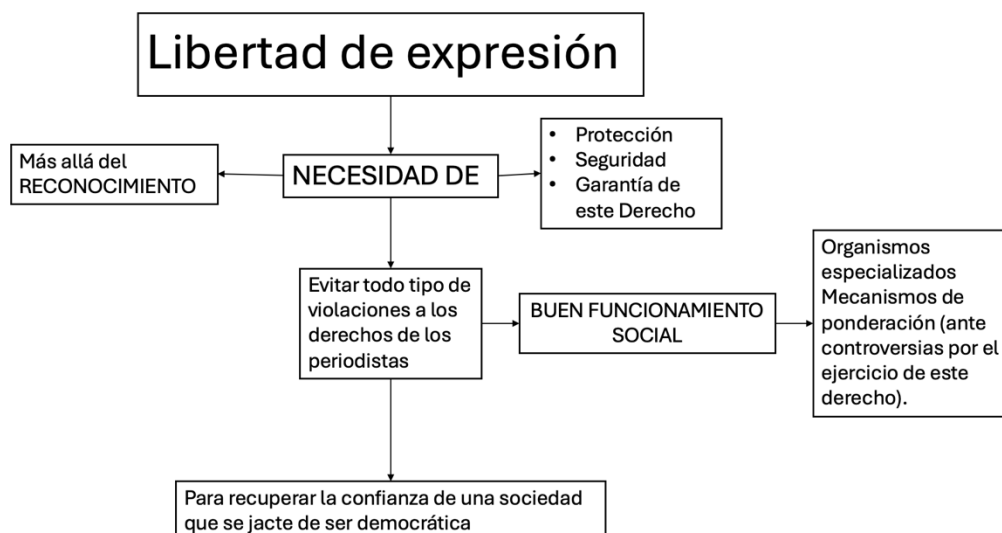 Libertad de expresión
Más allá del
RECONOCIMIENTO
NECESIDAD DE
• Protección
• Seguridad
• Garantía de
este Derecho
Evitar todo tipo de
violaciones a los
derechos de los
periodistas
BUEN FUNCIONAMIENTO
SOCIAL
Organismos
especializados
Mecanismos de
ponderación (ante
controversias por el
ejercicio de este
derecho).
Para recuperar la confianza de una sociedad
que se jacte de ser democrática